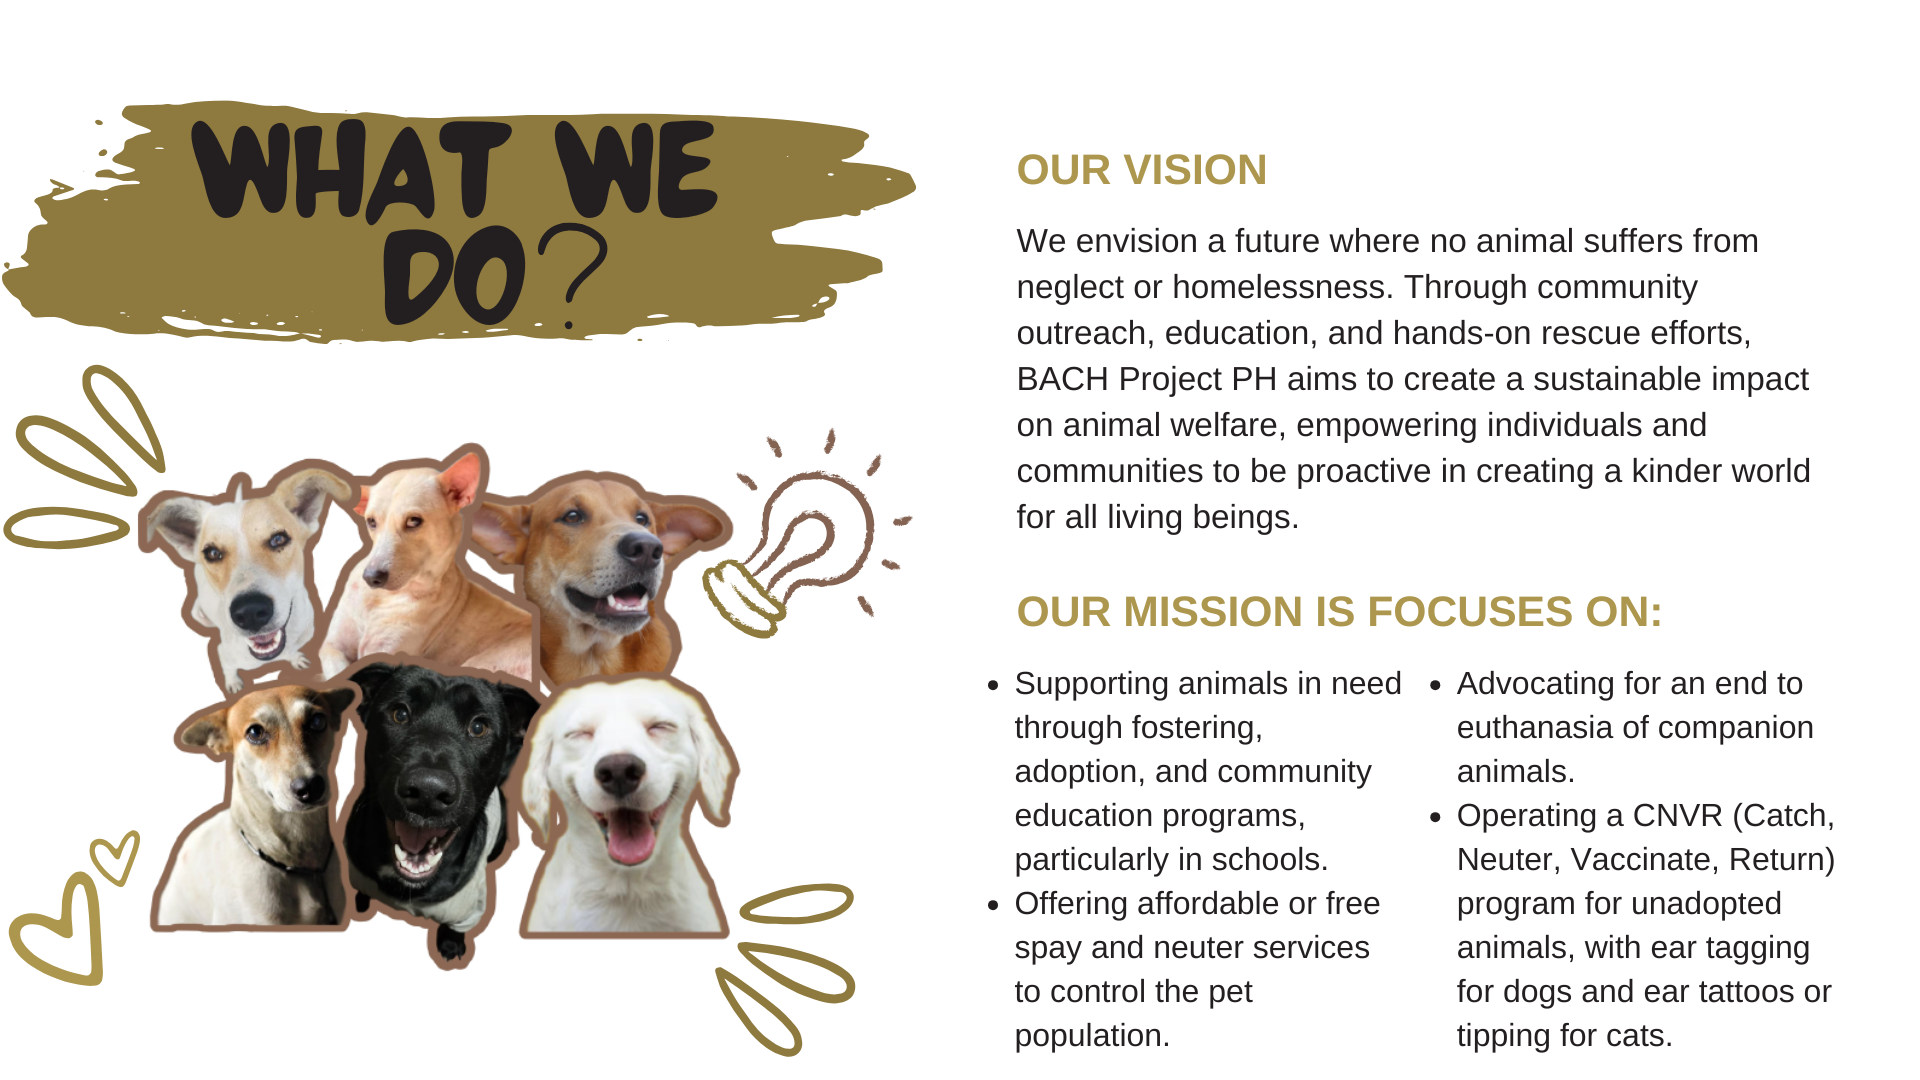 WHAT WE
DO?
OUR VISION
We envision a future where no animal suffers from
neglect or homelessness. Through community
outreach, education, and hands-on rescue efforts,
BACH Project PH aims to create a sustainable impact
on animal welfare, empowering individuals and
communities to be proactive in creating a kinder world
for all living beings.
OUR MISSION IS FOCUSES ON:
• Supporting animals in need
through fostering,
adoption, and community
education programs,
particularly in schools.
• Offering affordable or free
spay and neuter services
to control the pet
population.
• Advocating for an end to
euthanasia of companion
animals.
• Operating a CNVR (Catch,
Neuter, Vaccinate, Return)
program for unadopted
animals, with ear tagging
for dogs and ear tattoos or
tipping for cats.